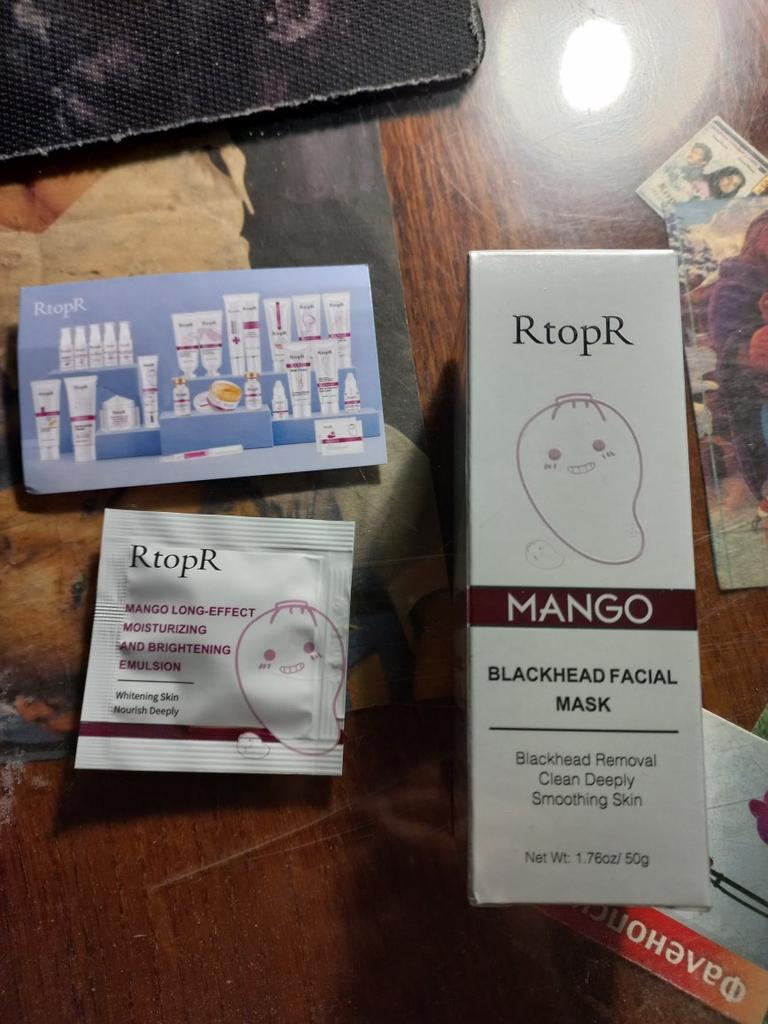 RtopR
RtopR
MANGO LONG-EFFECT
MOISTURIZING
AND BRIGHTENING
EMULSION
Whitening Skin
Nourish Deeply
RtopR
MANGO
BLACKHEAD FACIAL
MASK
Blackhead Removal
Clean Deeply
Smoothing Skin
Net Wt: 1.76oz/ 50g